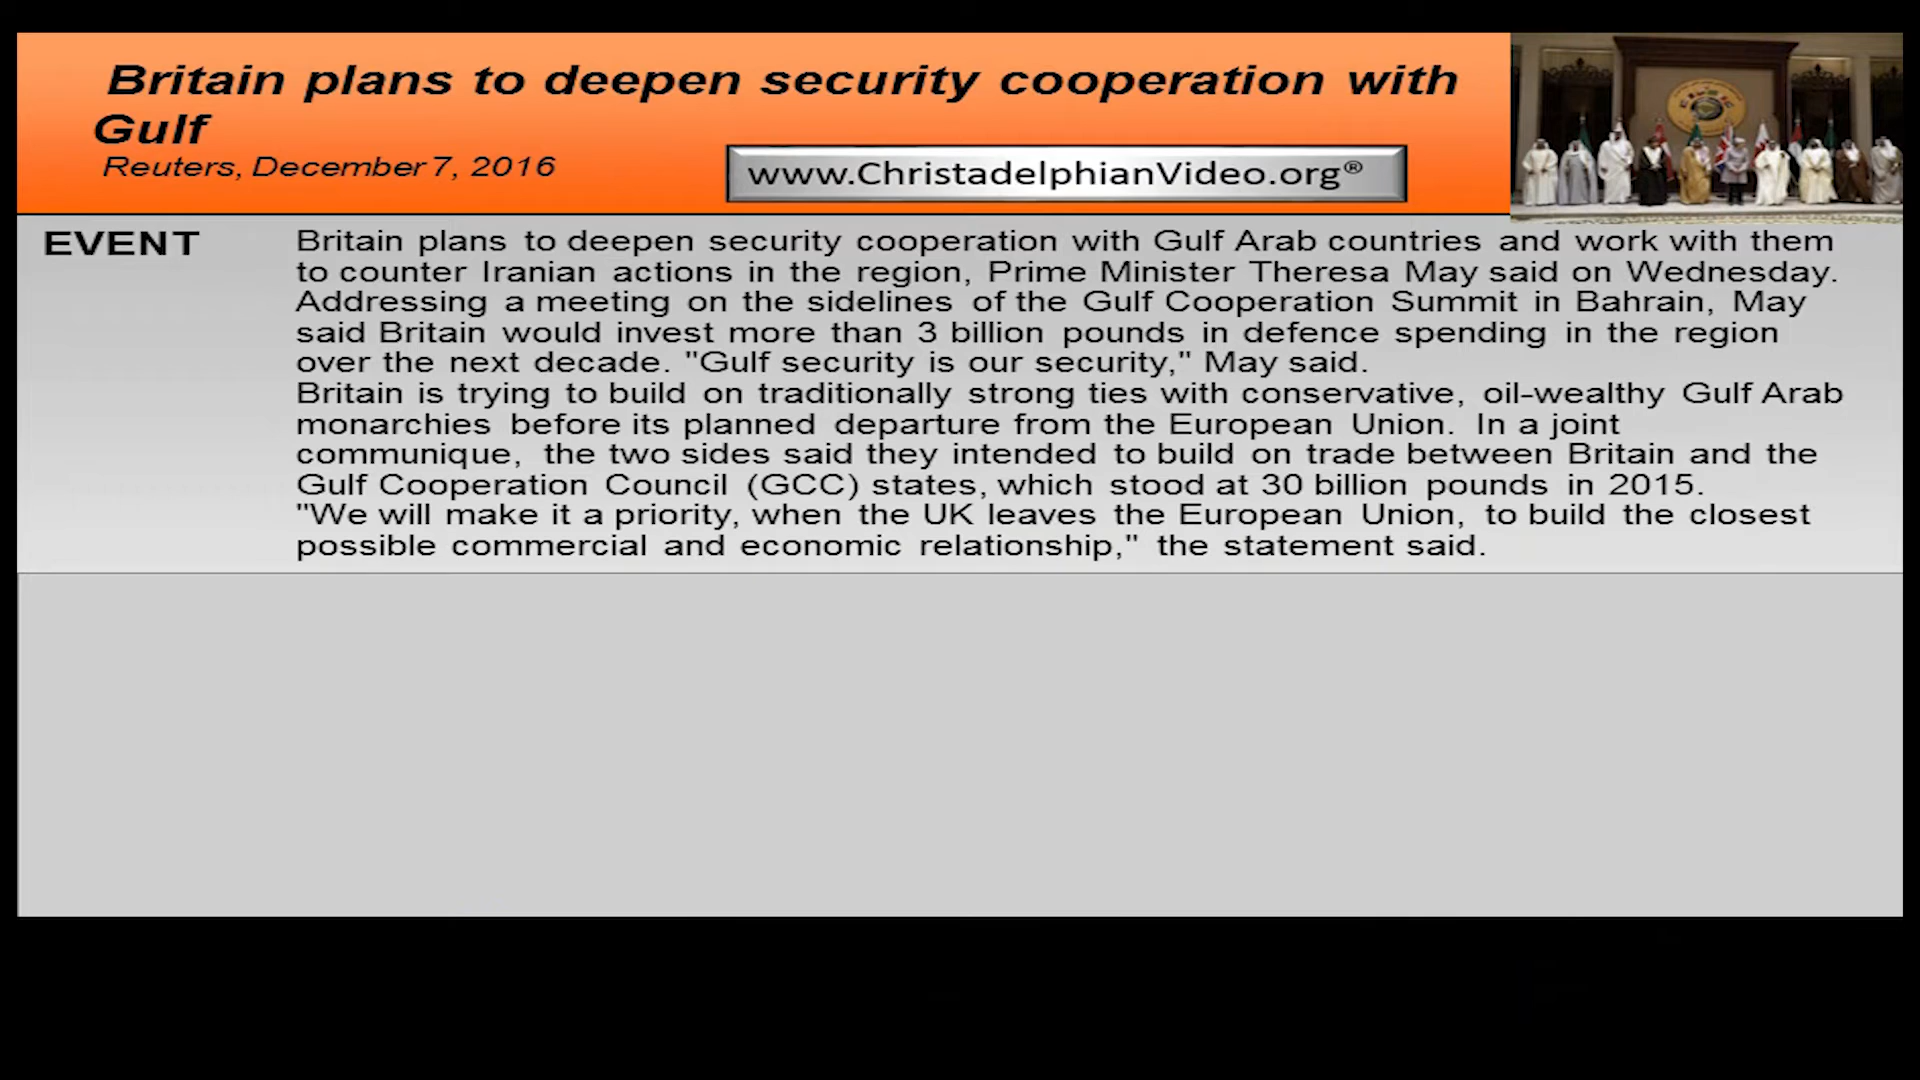 Britain plans to deepen security cooperation with
Gulf
Reuters, December 7, 2016
www.ChristadelphianVideo.org®
EVENT
Britain plans to deepen security cooperation with Gulf Arab countries and work with them
to counter Iranian actions in the region, Prime Minister Theresa May said on Wednesday.
Addressing a meeting on the sidelines of the Gulf Cooperation Summit in Bahrain, May
said Britain would invest more than 3 billion pounds in defence spending in the region
over the next decade. "Gulf security is our security," May said.
Britain is trying to build on traditionally strong ties with conservative, oil-wealthy Gulf Arab
monarchies before its planned departure from the European Union. In a joint
communique, the two sides said they intended to build on trade between Britain and the
Gulf Cooperation Council (GCC) states, which stood at 30 billion pounds in 2015.
"We will make it a priority, when the UK leaves the European Union, to build the closest
possible commercial and economic relationship," the statement said.